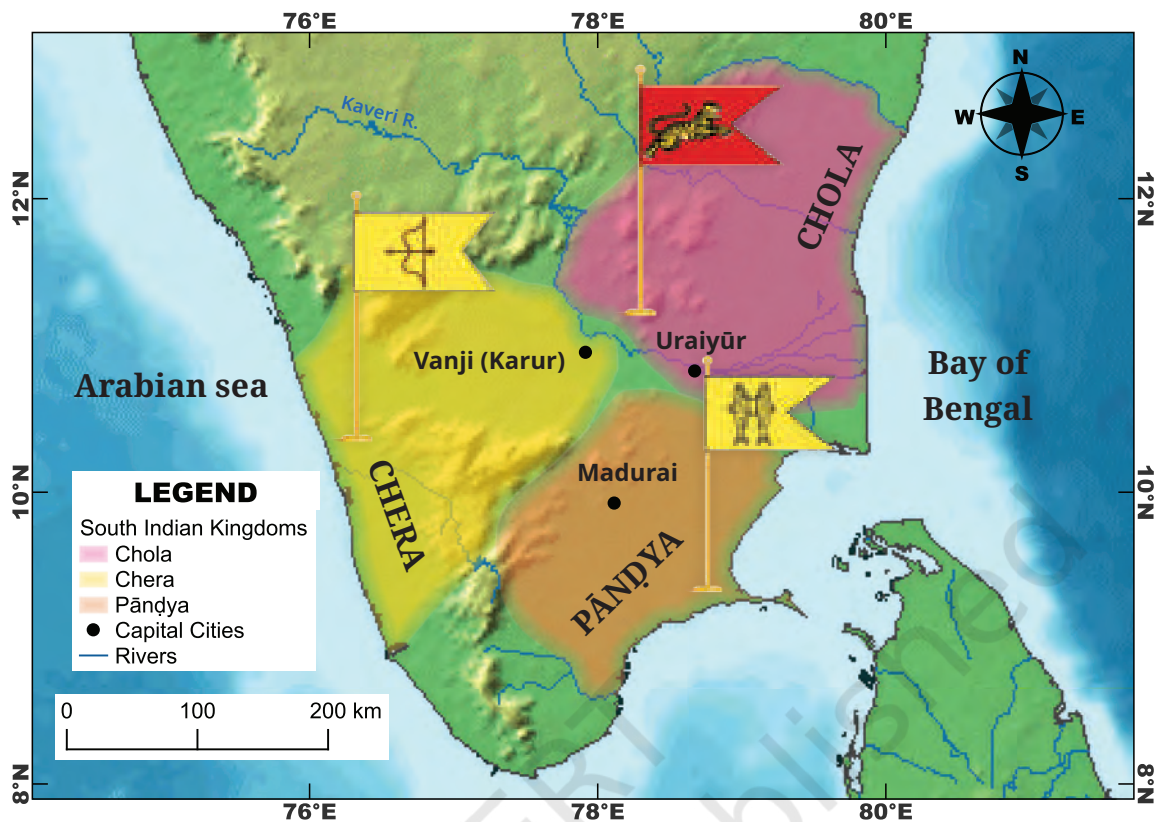 76°E 78°E 80°E
N
W E
S
Kaveri R.
CHOLA
12°N 12°N
Uraiyūr
Vanji (Karur)
Arabian sea
Bay of
Bengal
Madurai
CHERA
PĀṆḌYA
10°N 10°N
LEGEND
South Indian Kingdoms
Chola
Chera
Pāṇḍya
Capital Cities
Rivers
0 100 200 km
8°N 8°N
76°E 78°E 80°E